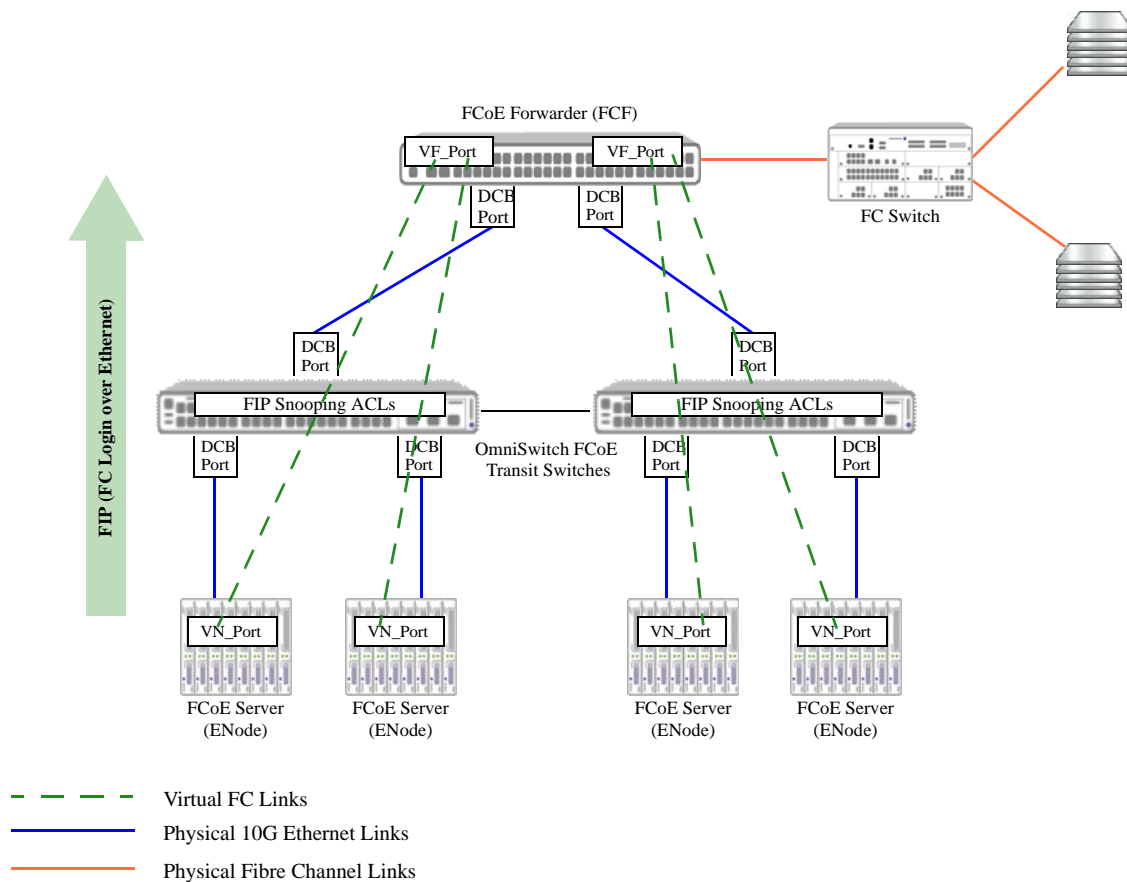 FCoE Forwarder (FCF)
VF_Port
VF_Port
DCB
Port
DCB
Port
FC Switch
FIP (FC Login over Ethernet)
DCB
Port
DCB
Port
FIP Snooping ACLs
FIP Snooping ACLs
DCB
Port
DCB
Port
OmniSwitch FCoE
Transit Switches
DCB
Port
DCB
Port
VN_Port
VN_Port
VN_Port
VN_Port
FCoE Server
(ENode)
FCoE Server
(ENode)
FCoE Server
(ENode)
FCoE Server
(ENode)
Virtual FC Links
Physical 10G Ethernet Links
Physical Fibre Channel Links